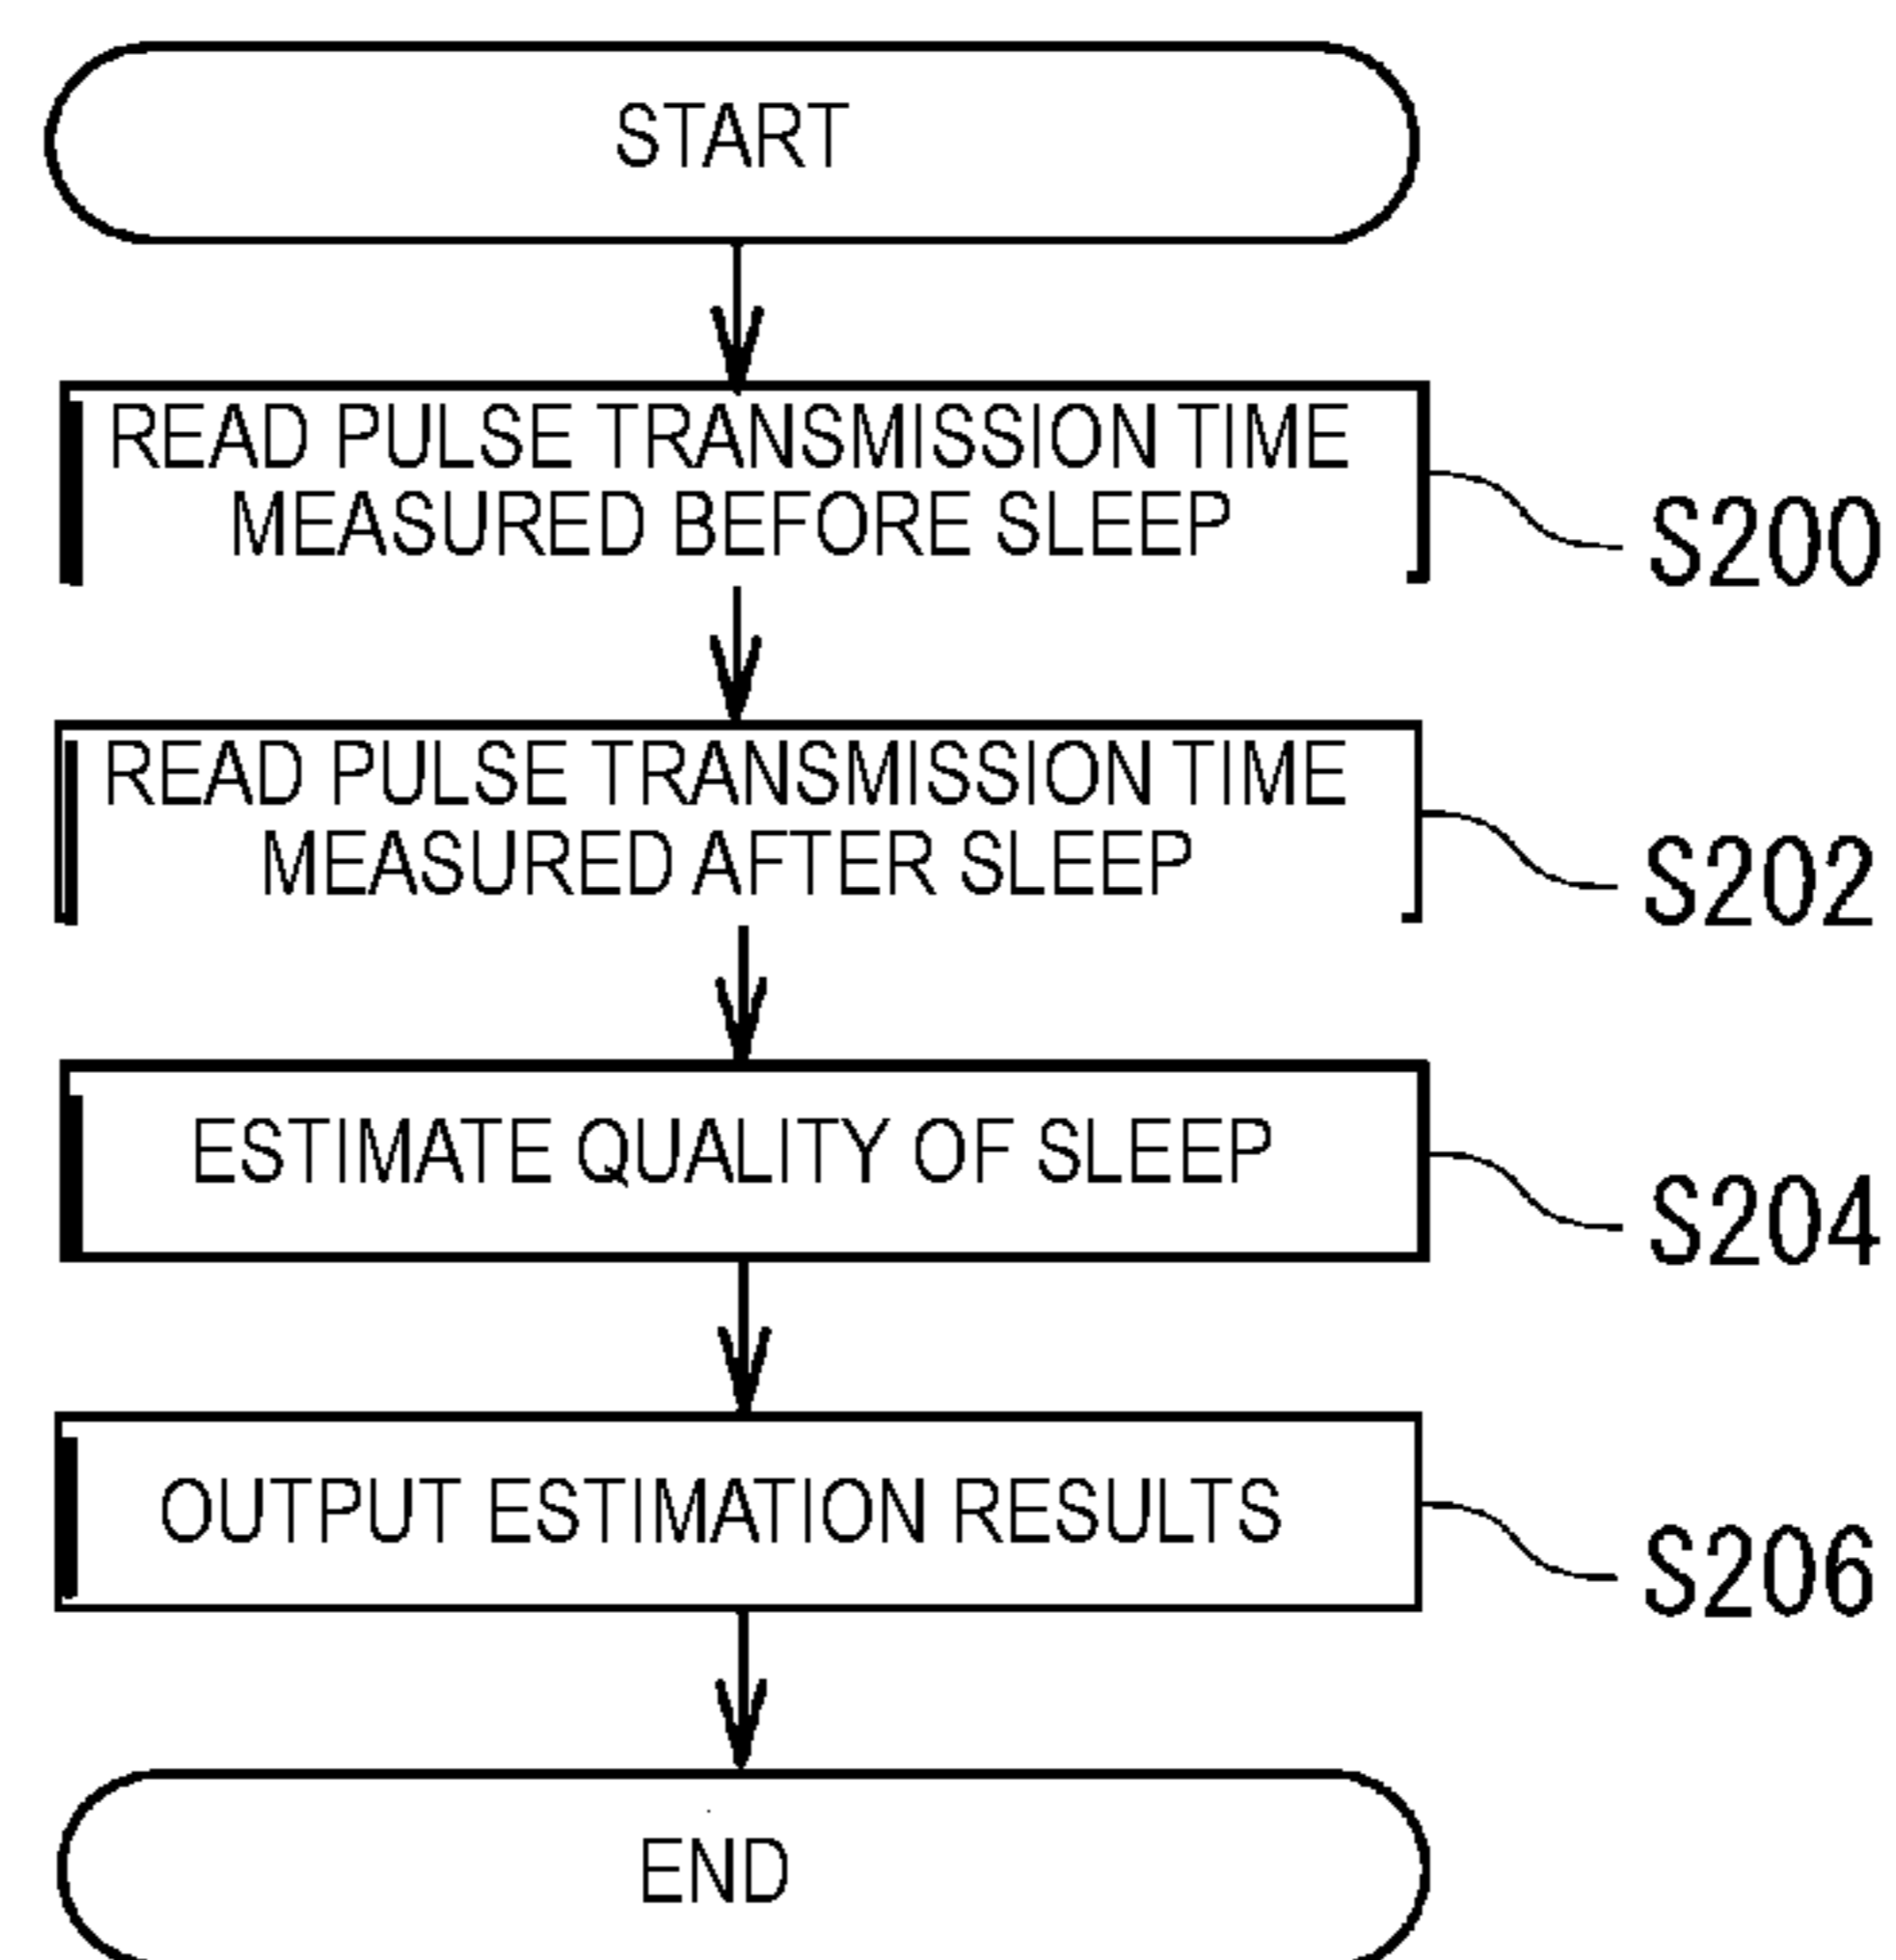 START
READ PULSE TRANSMISSION TIME
MEASURED BEFORE SLEEP
S200
READ PULSE TRANSMISSION TIME
MEASURED AFTER SLEEP
S202
ESTIMATE QUALITY OF SLEEP
S204
OUTPUT ESTIMATION RESULTS
S206
END